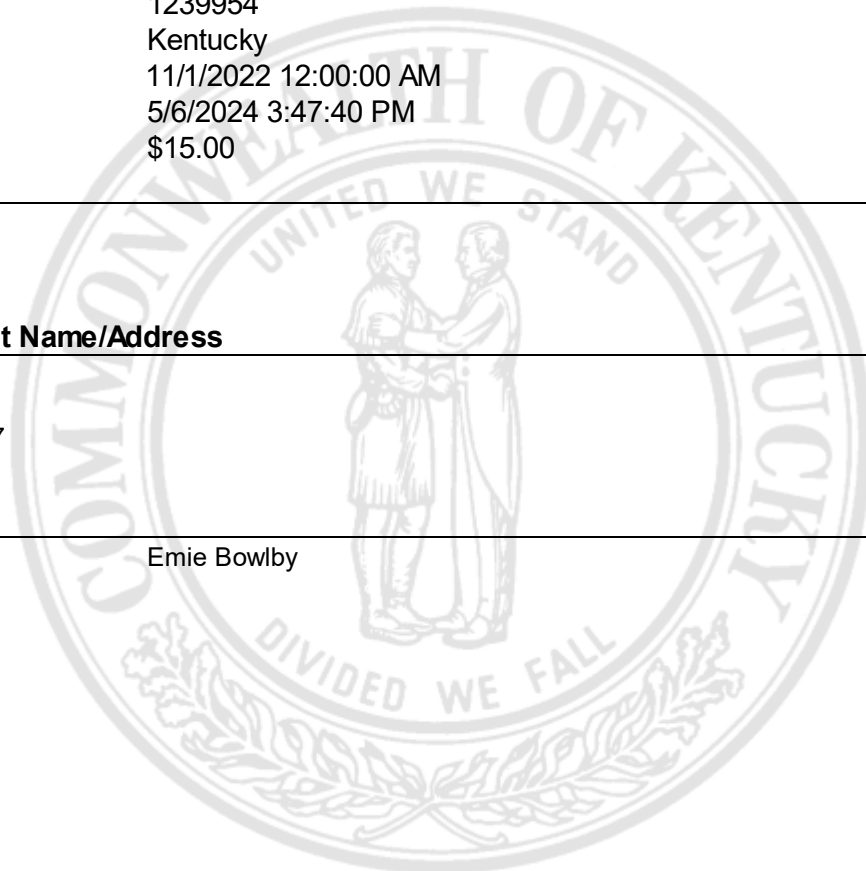 1239954
Kentucky
11/1/2022 12:00:00 AM
5/6/2024 3:47:40 PM
$15.00
COMMONWEALTH OF KENTUCKY
UNITED WE STAND
t Name/Address
7
Emie Bowlby
DIVIDED WE FALL